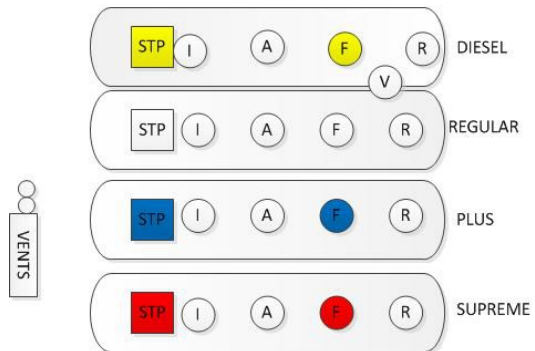 STP I A F R DIESEL
V
STP I A F R REGULAR
STP I A F R PLUS
VENTS
STP I A F R SUPREME